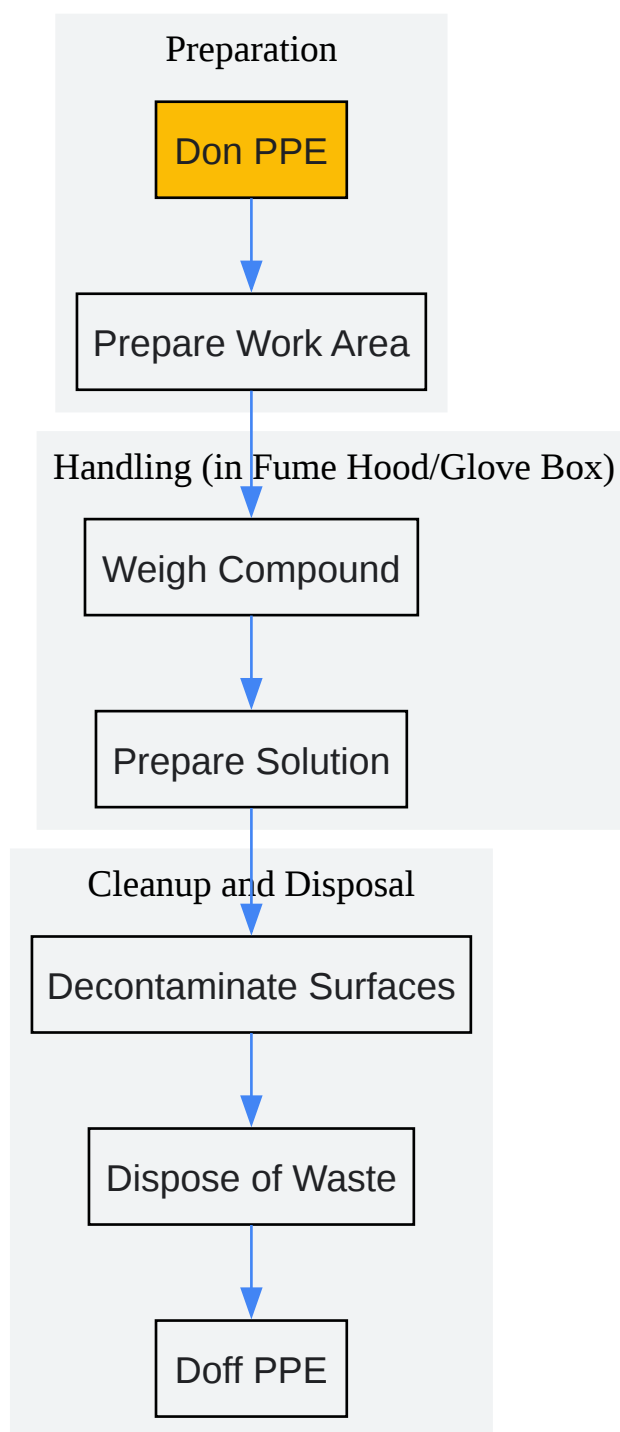 Preparation
Don PPE
Prepare Work Area
Handling (in Fume Hood/Glove Box)
Weigh Compound
Prepare Solution
Cleanup and Disposal
Decontaminate Surfaces
Dispose of Waste
Doff PPE